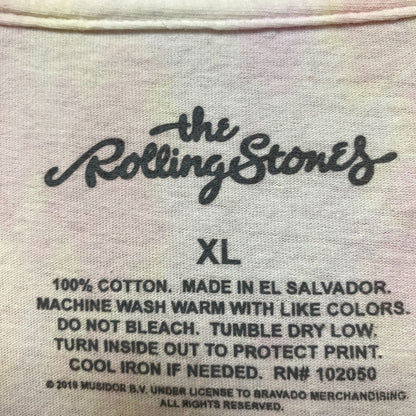 the
Rolling Stones
XL
100% COTTON. MADE IN EL SALVADOR.
MACHINE WASH WARM WITH LIKE COLORS.
DO NOT BLEACH. TUMBLE DRY LOW.
TURN INSIDE OUT TO PROTECT PRINT.
COOL IRON IF NEEDED. RN# 102050
© 2019 MUSIDOR B.V. UNDER LICENSE TO BRAVADO MERCHANDISING.
ALL RIGHTS RESERVED.